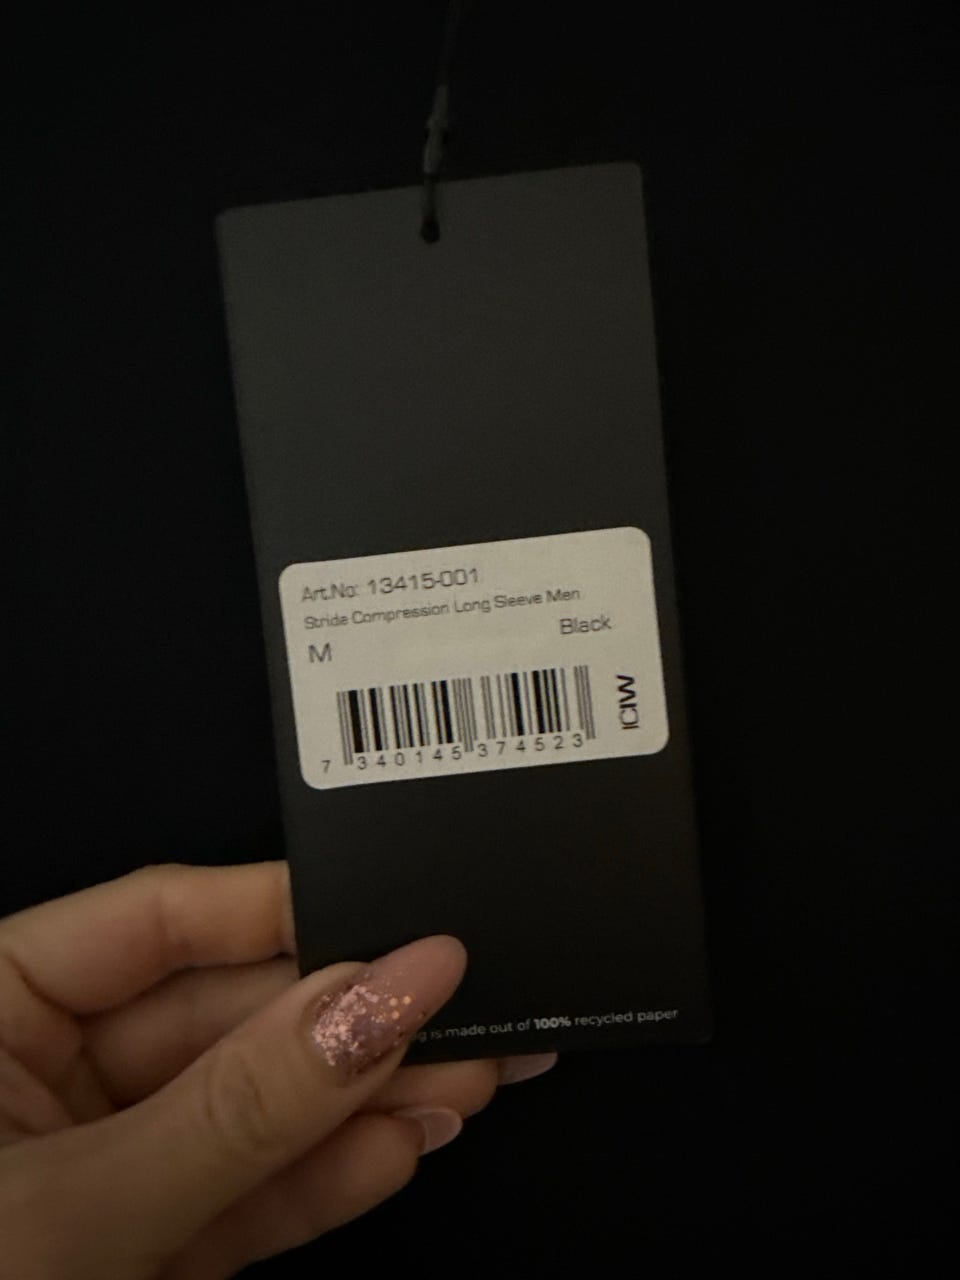 Art.No: 13415-001
Stride Compression Long Sleeve Men
M Black
ICIW
7 340145 374523
is made out of 100% recycled paper